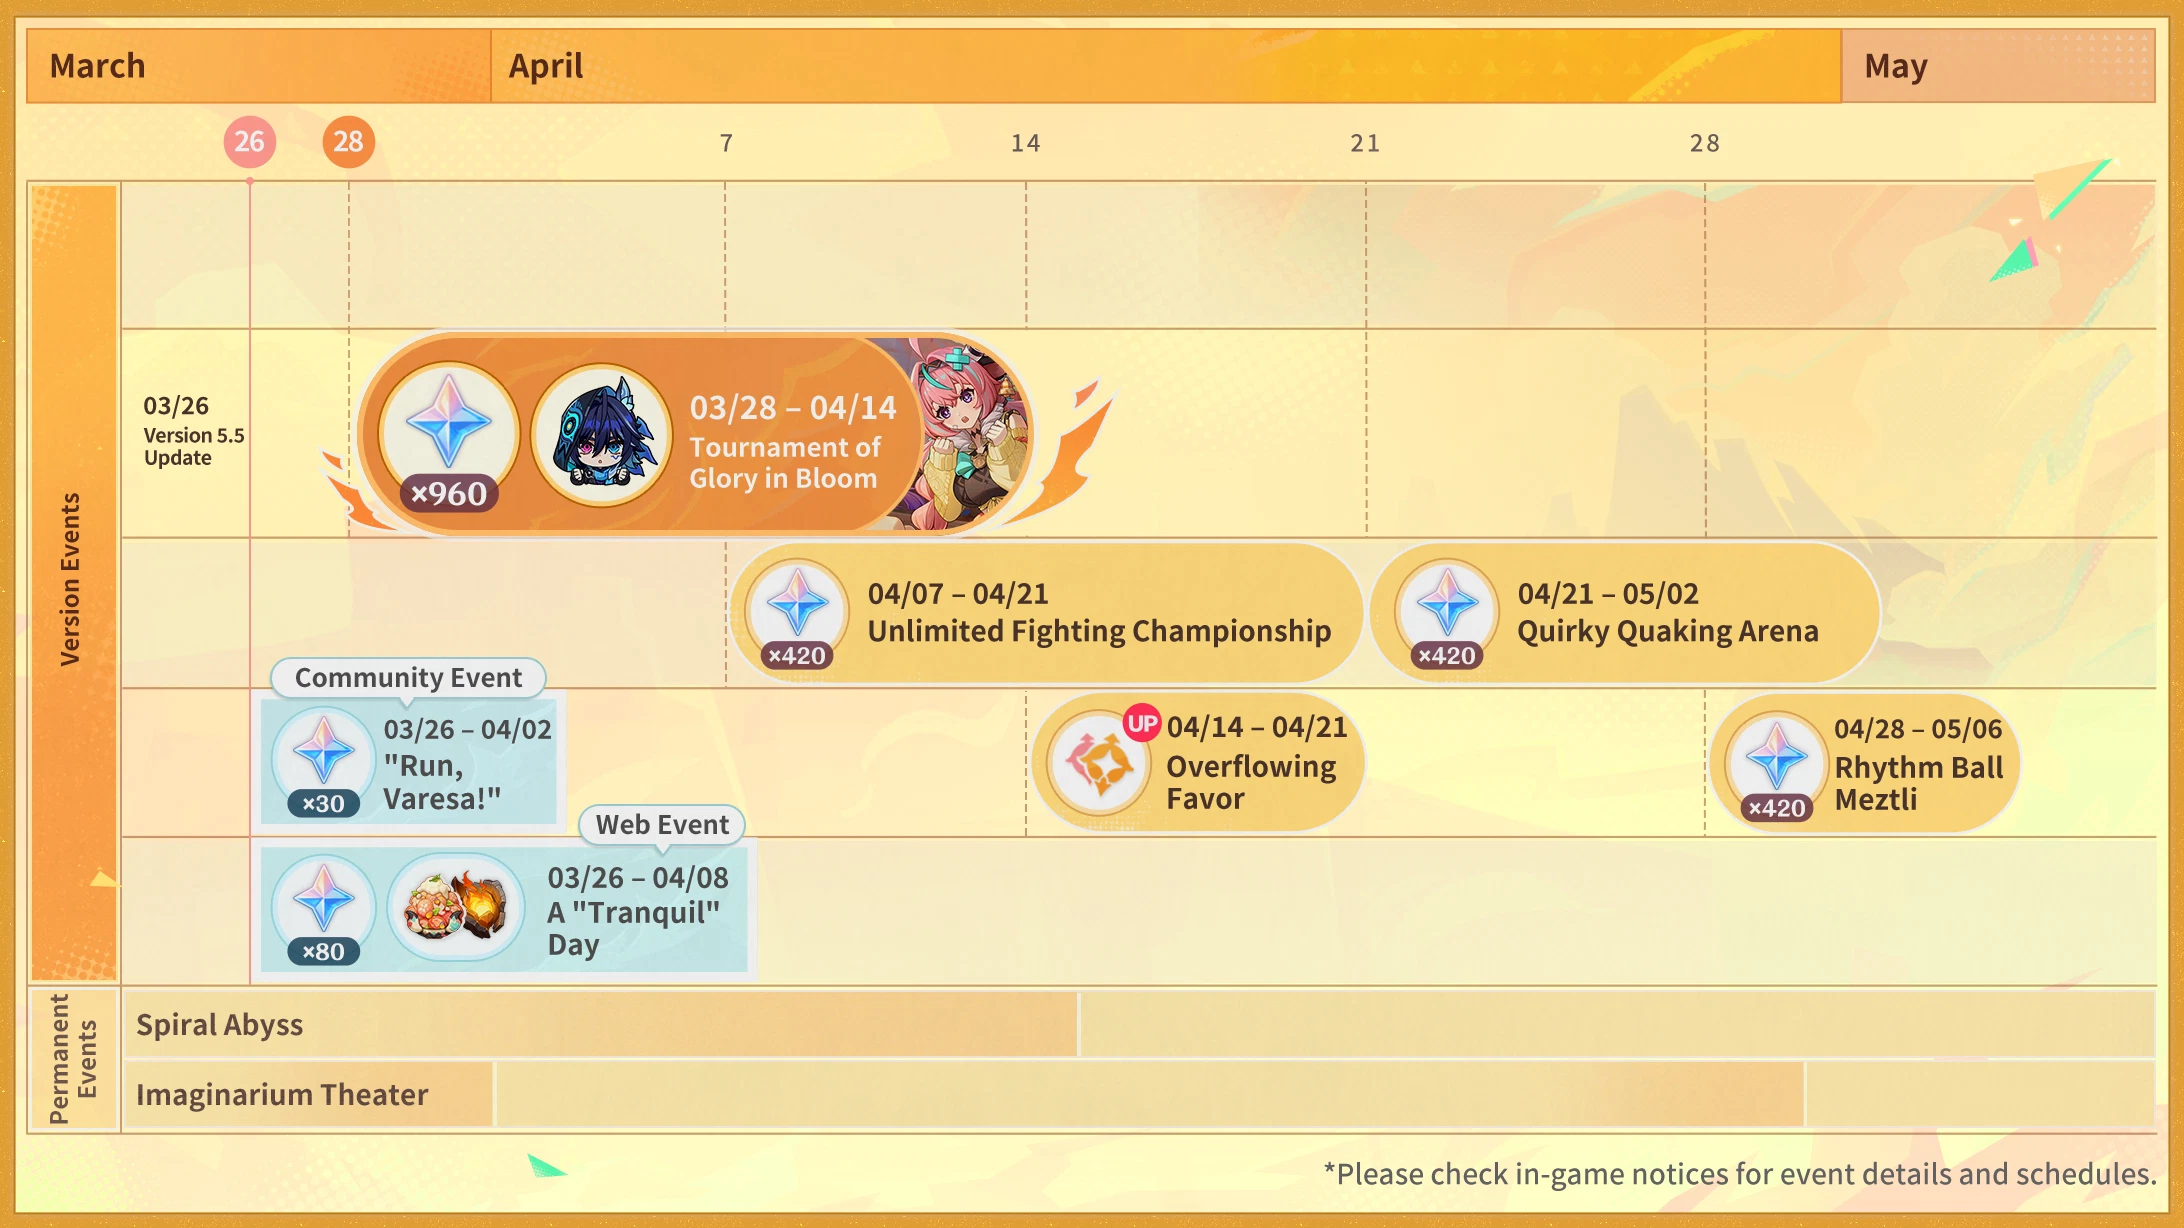 March
April
May
26
28
7
14
21
28
Version Events
03/26
Version 5.5
Update
×960
03/28 – 04/14
Tournament of
Glory in Bloom
×420
04/07 – 04/21
Unlimited Fighting Championship
×420
04/21 – 05/02
Quirky Quaking Arena
Community Event
×30
03/26 – 04/02
"Run,
Varesa!"
UP
04/14 – 04/21
Overflowing
Favor
×420
04/28 – 05/06
Rhythm Ball
Meztli
Web Event
×80
03/26 – 04/08
A "Tranquil"
Day
Permanent
Events
Spiral Abyss
Imaginarium Theater
*Please check in-game notices for event details and schedules.